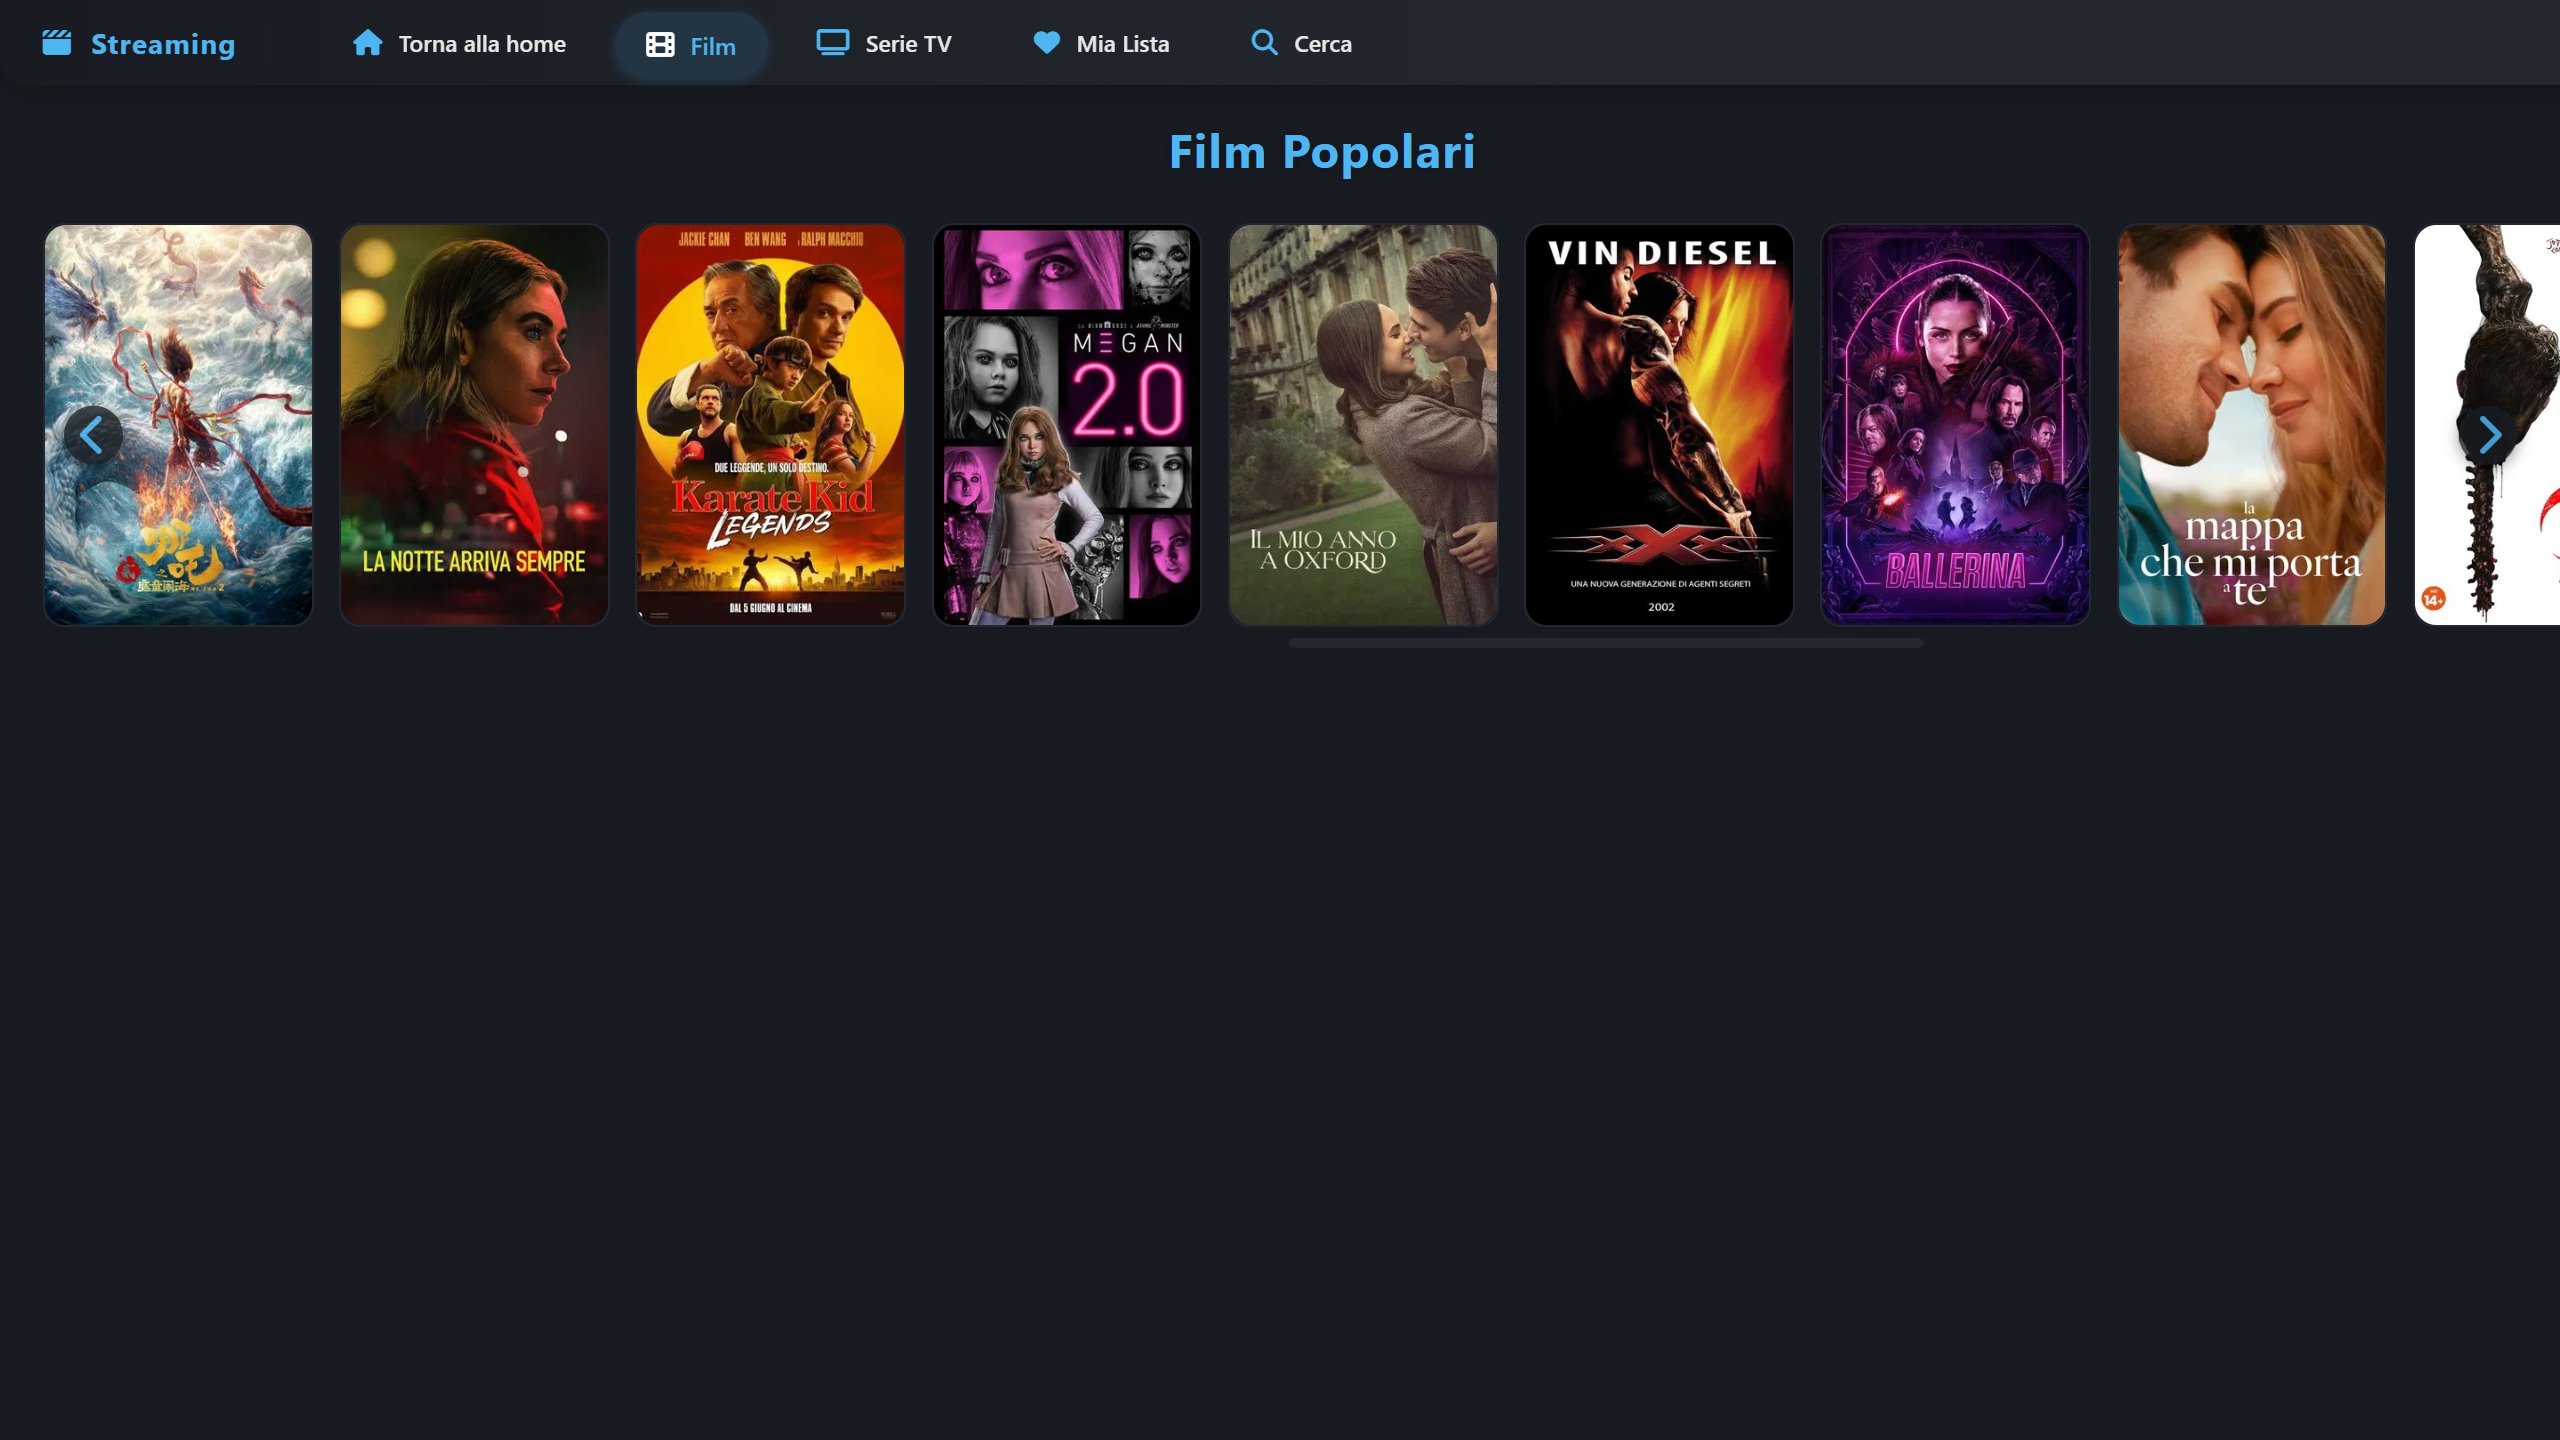 Streaming
Torna alla home
Film
Serie TV
Mia Lista
Cerca
Film Popolari
哪吒
之
魔童闹海
LA NOTTE ARRIVA SEMPRE
JACKIE CHAN BEN WANG RALPH MACCHIO
DUE LEGGENDE, UN SOLO DESTINO.
Karate Kid
LEGENDS
DAL 5 GIUGNO AL CINEMA
MEGAN
2.0
IL MIO ANNO
A OXFORD
VIN DIESEL
xXx
UNA NUOVA GENERAZIONE DI AGENTI SEGRETI
2002
BALLERINA
la
mappa
che mi porta
a te
14+